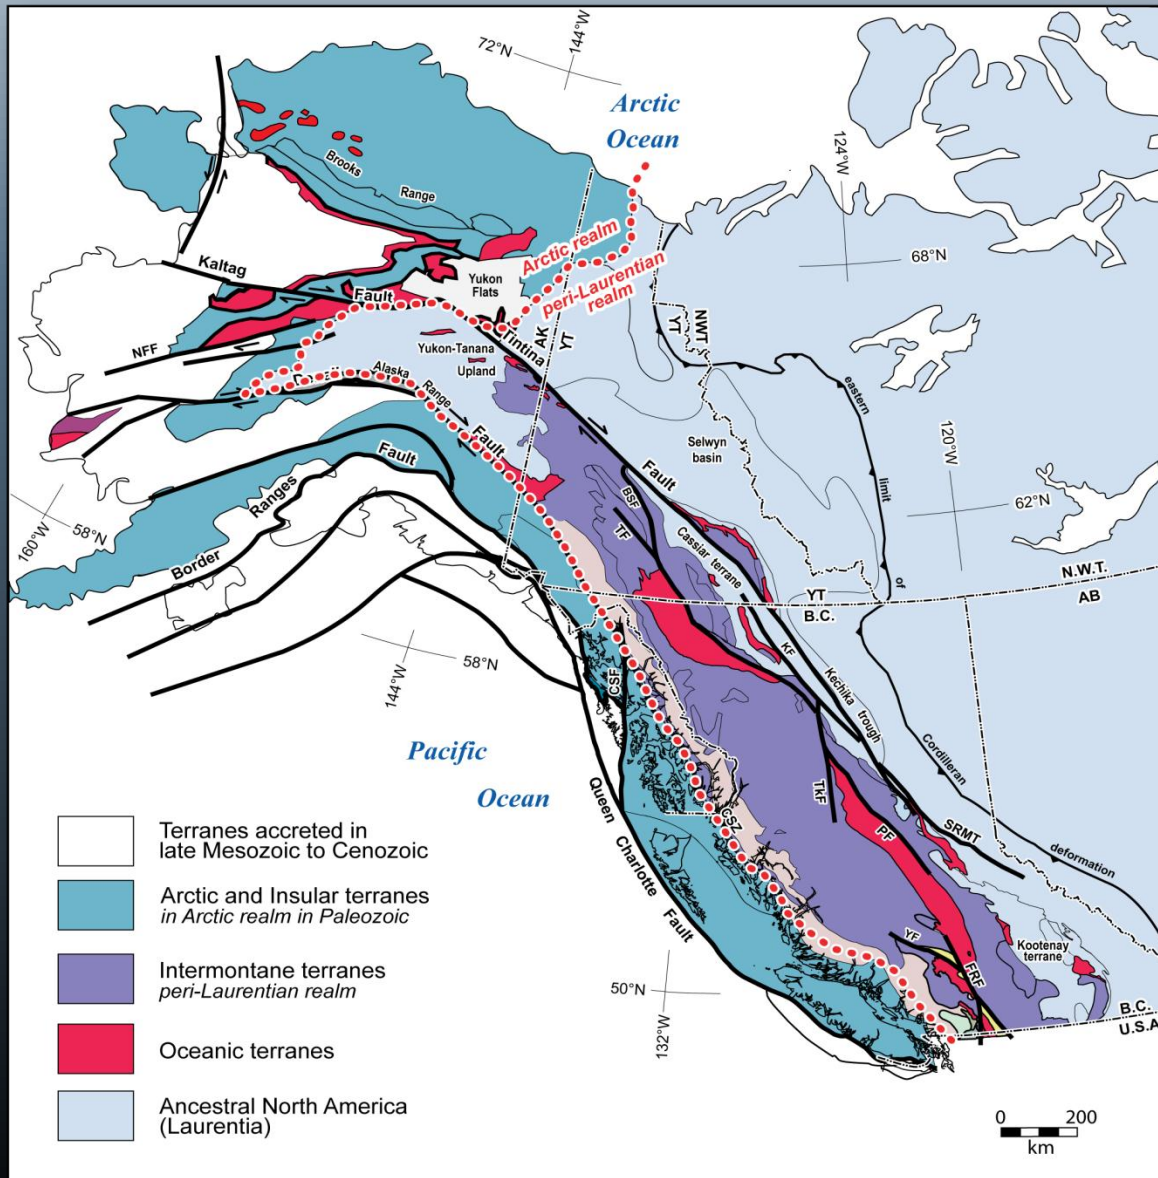 72°N
144°W
Arctic
Ocean
124°W
Brooks
Range
Arctic realm
peri-Laurentian
realm
68°N
Kaltag
Fault
Yukon
Flats
NWT
YT
AK
YT
Tintina
Fault
NFF
Yukon-Tanana
Upland
Alaska
Range
Fault
eastern
limit
of
Cordilleran
deformation
Selwyn
basin
120°W
62°N
Fault
Ranges
Border
160°W
58°N
BSF
TF
Cassiar terrane
N.W.T.
AB
YT
B.C.
KF
Kechika
trough
58°N
144°W
CSF
Pacific
Ocean
Queen
Charlotte
Fault
CSZ
TkF
PF
SRMT
YF
FRF
Kootenay
terrane
B.C.
U.S.A
50°N
132°W
Terranes accreted in
late Mesozoic to Cenozoic
Arctic and Insular terranes
in Arctic realm in Paleozoic
Intermontane terranes
peri-Laurentian realm
Oceanic terranes
Ancestral North America
(Laurentia)
0 200
km